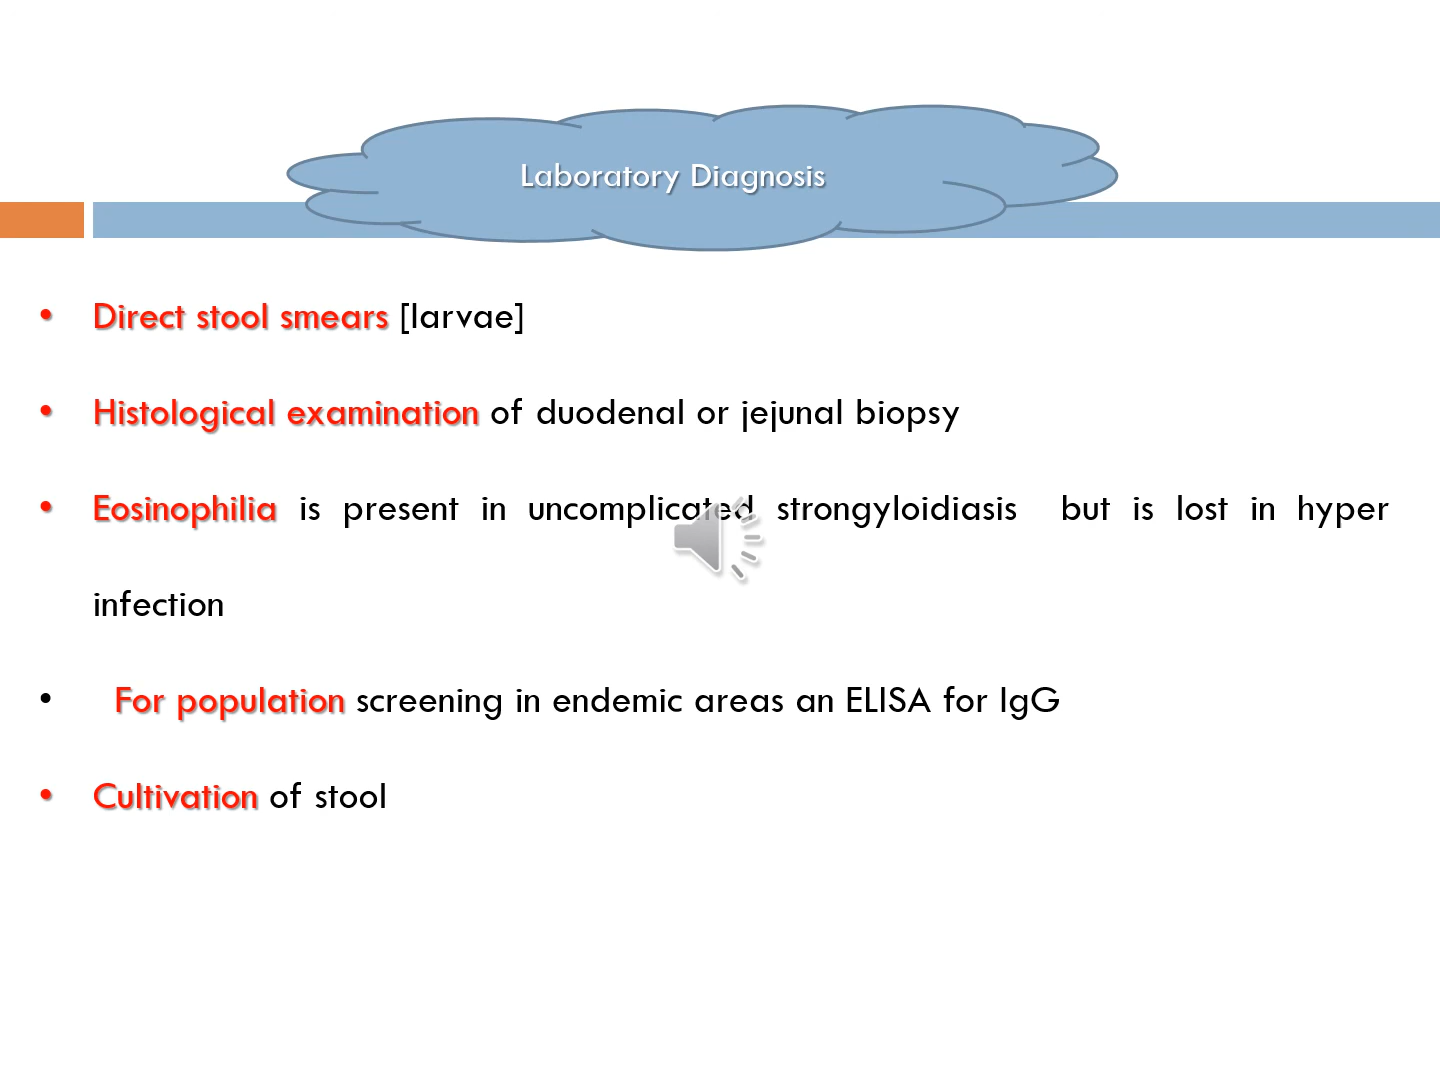 Laboratory Diagnosis
• Direct stool smears [larvae]
• Histological examination of duodenal or jejunal biopsy
• Eosinophilia is present in uncomplicated strongyloidiasis but is lost in hyper
infection
• For population screening in endemic areas an ELISA for IgG
• Cultivation of stool